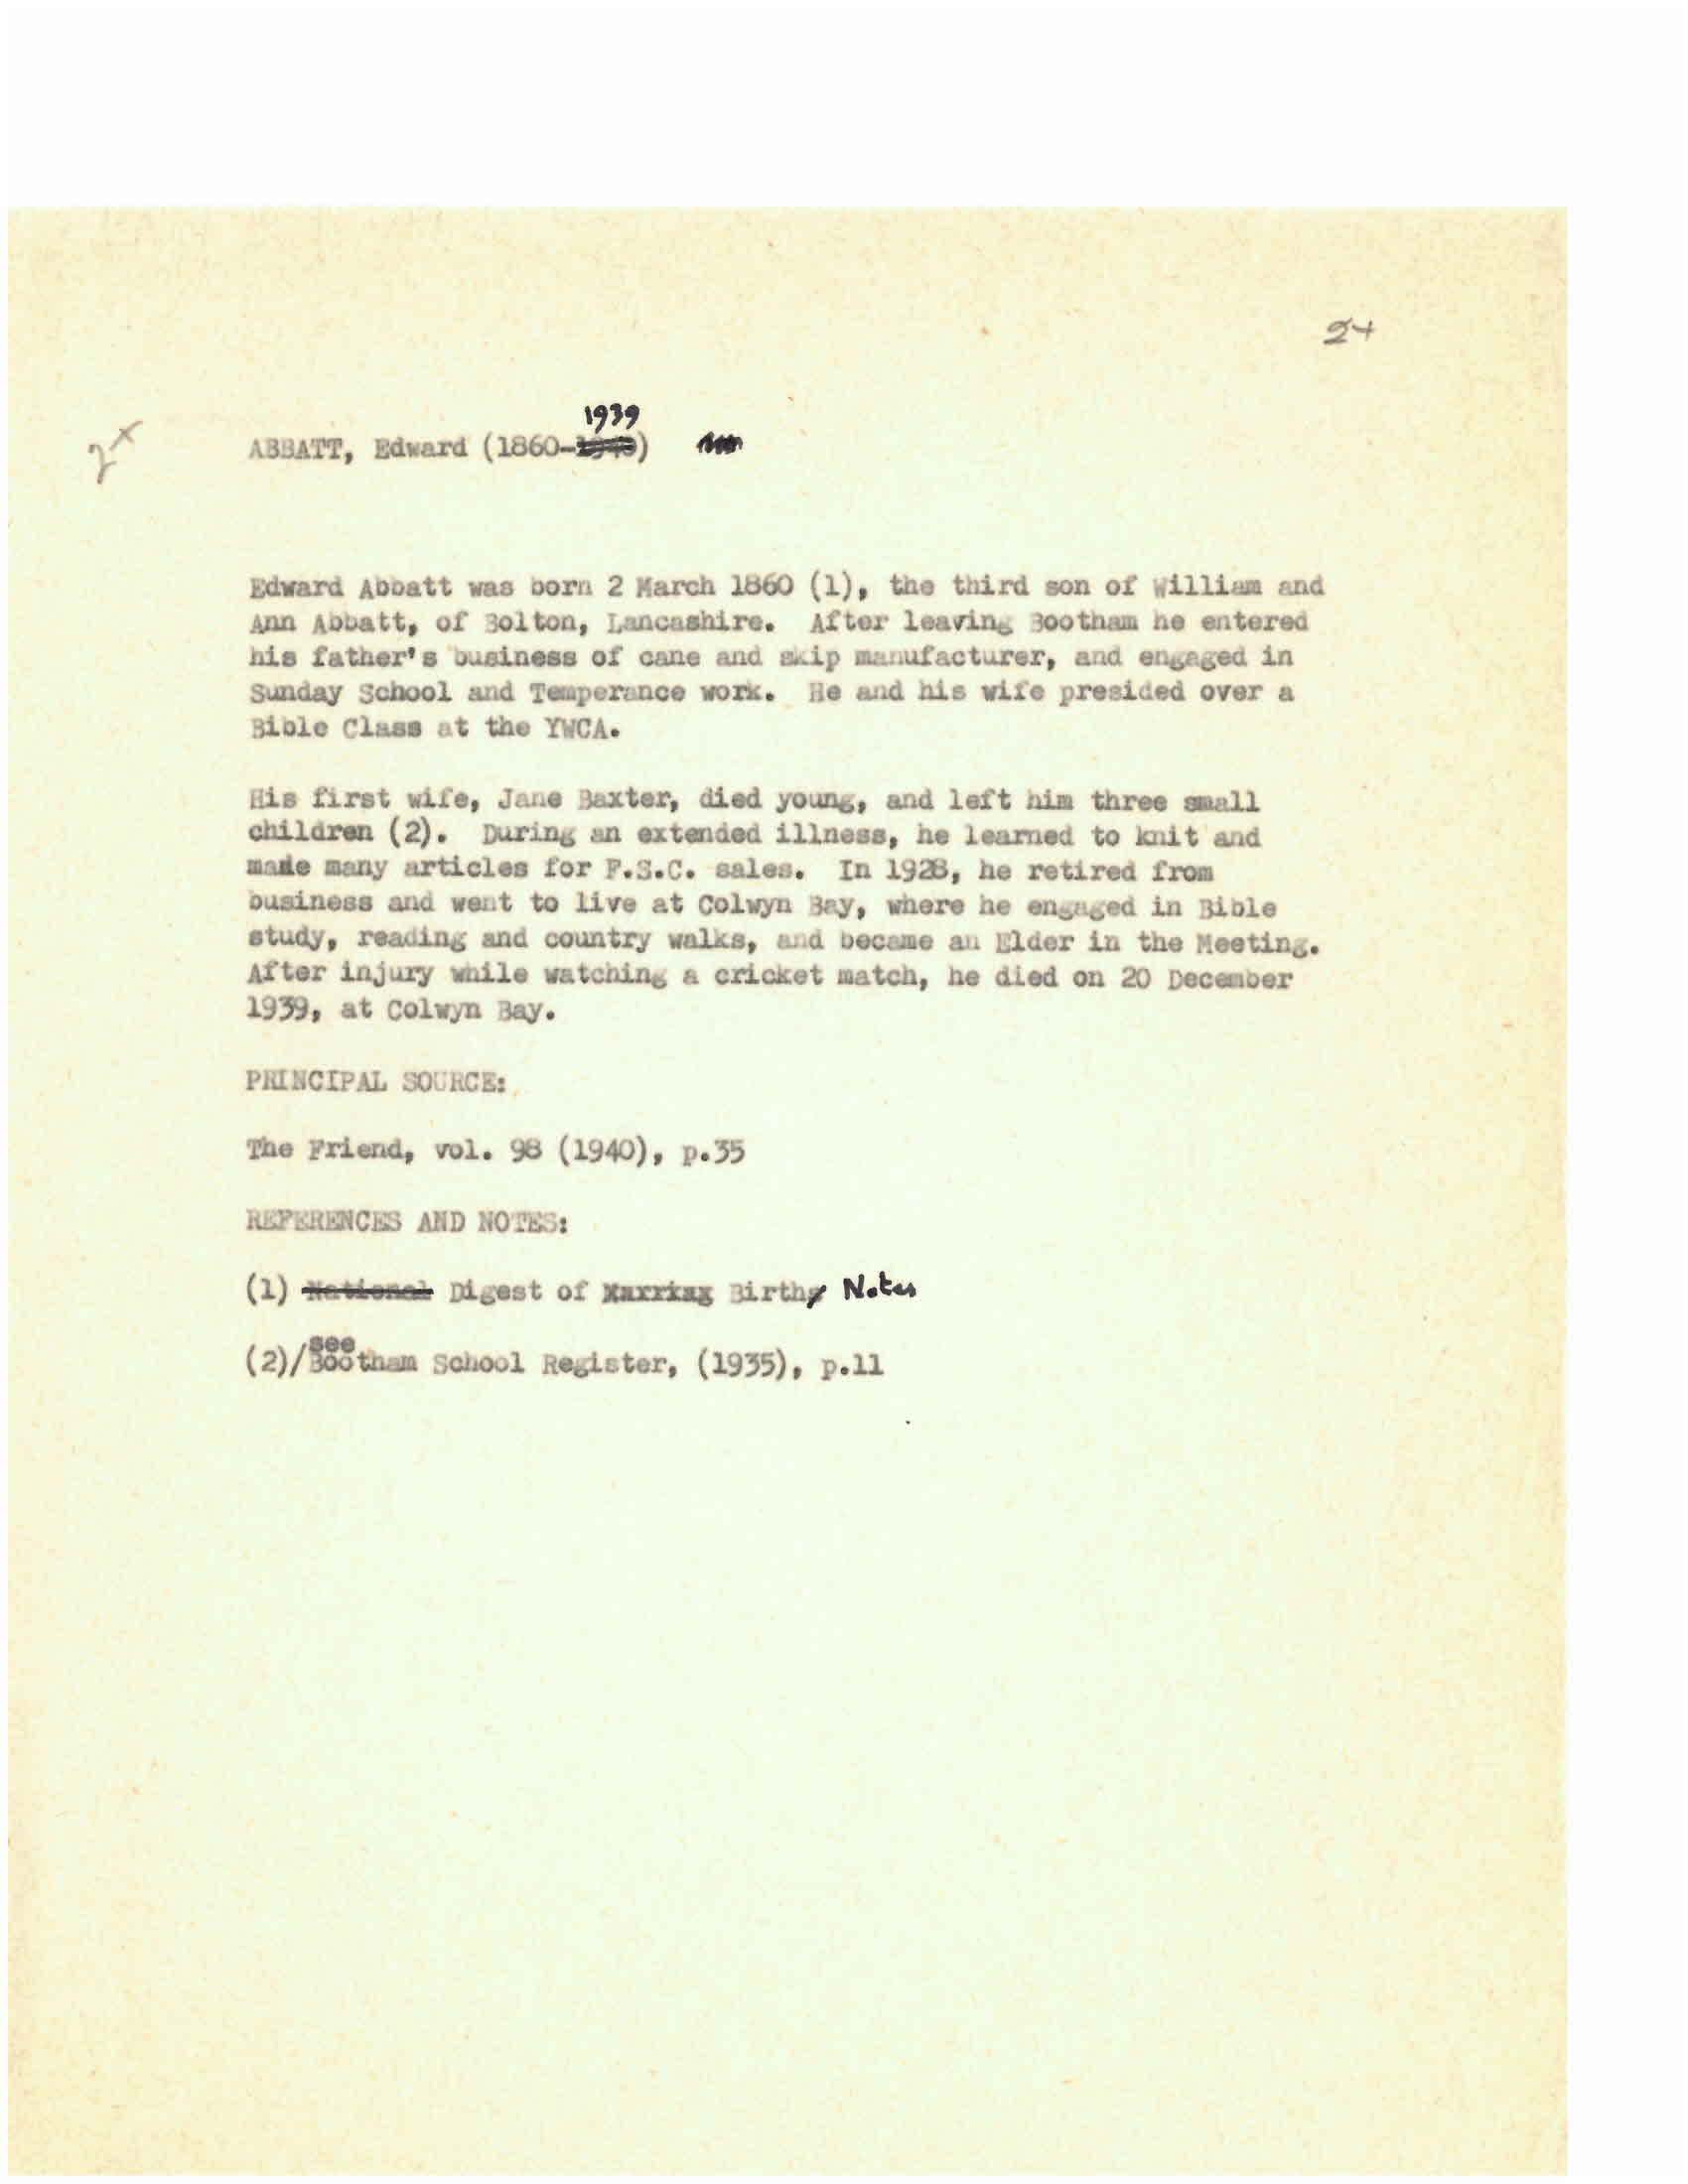 2+
2x
1939
ABBATT, Edward (1860-1940)
Edward Abbatt was born 2 March 1860 (1), the third son of William and
Ann Abbatt, of Bolton, Lancashire. After leaving Bootham he entered
his father's business of cane and skip manufacturer, and engaged in
Sunday School and Temperance work. He and his wife presided over a
Bible Class at the YWCA.
His first wife, Jane Baxter, died young, and left him three small
children (2). During an extended illness, he learned to knit and
made many articles for F.S.C. sales. In 1928, he retired from
business and went to live at Colwyn Bay, where he engaged in Bible
study, reading and country walks, and became an Elder in the Meeting.
After injury while watching a cricket match, he died on 20 December
1939, at Colwyn Bay.
PRINCIPAL SOURCE:
The Friend, vol. 98 (1940), p.35
REFERENCES AND NOTES:
(1) National Digest of Births Notes
see
(2)/Bootham School Register, (1935), p.11